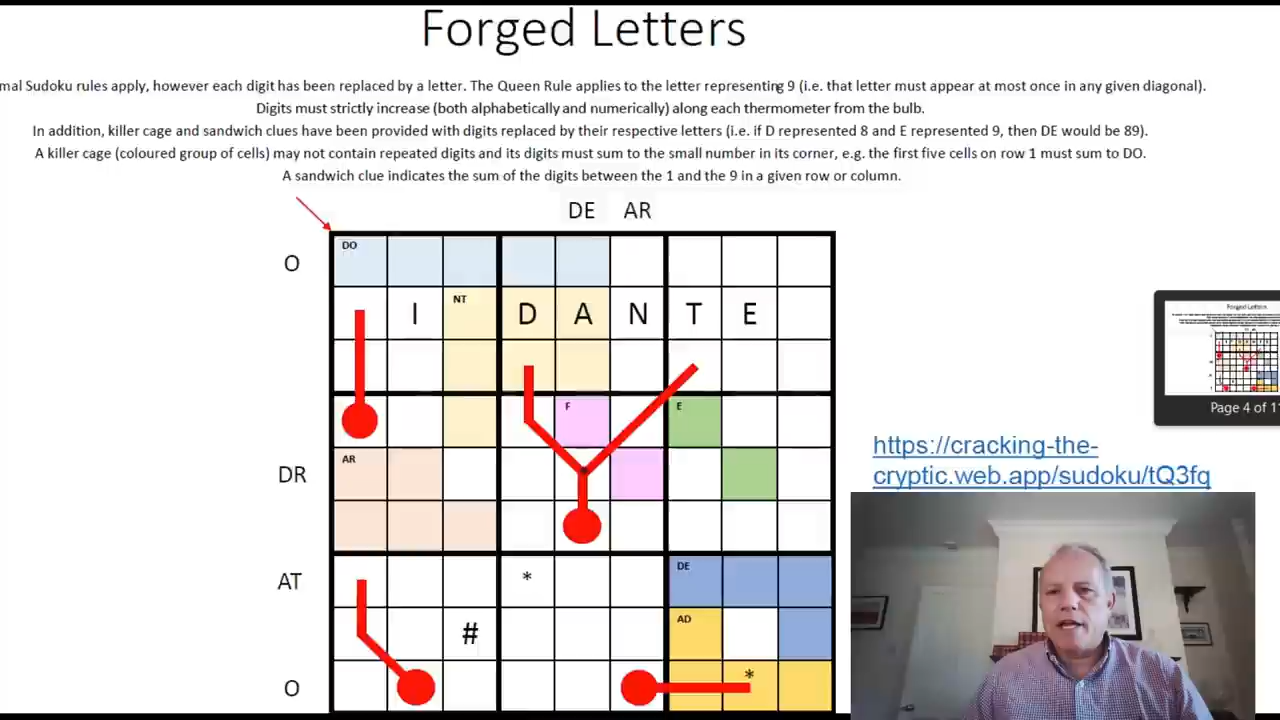 Forged Letters
mal Sudoku rules apply, however each digit has been replaced by a letter. The Queen Rule applies to the letter representing 9 (i.e. that letter must appear at most once in any given diagonal).
Digits must strictly increase (both alphabetically and numerically) along each thermometer from the bulb.
In addition, killer cage and sandwich clues have been provided with digits replaced by their respective letters (i.e. if D represented 8 and E represented 9, then DE would be 89).
A killer cage (coloured group of cells) may not contain repeated digits and its digits must sum to the small number in its corner, e.g. the first five cells on row 1 must sum to DO.
A sandwich clue indicates the sum of the digits between the 1 and the 9 in a given row or column.
DE AR
O DO
I NT D A N T E
F E
DR AR
AT * DE
# AD
O *
https://cracking-the-
cryptic.web.app/sudoku/tQ3fq
Page 4 of 1